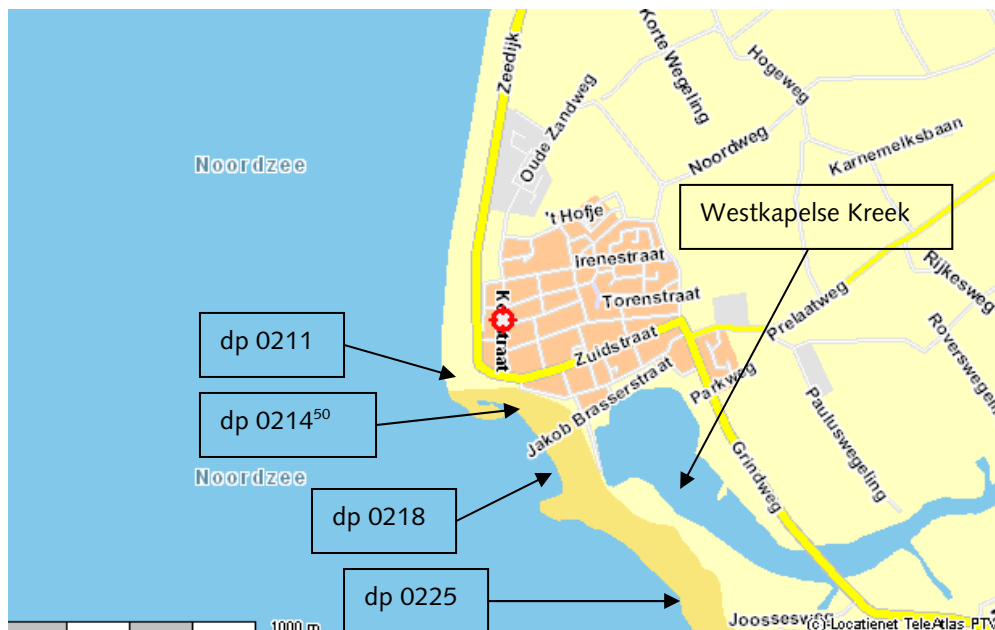 Zeedijk
Korte Wegeling
Hogeweg
Oude Zandweg
Noordweg
Karnemelksbaan
Noordzee
Westkapelse Kreek
't Hofje
Irenestraat
Rijkesweg
Torenstraat
Prelaatweg
dp 0211
Zuidstraat
Roverswegel
Parkweg
dp 0214⁵⁰
Jakob Brasserstraat
Pauluswegeling
Grindweg
Noordzee
dp 0218
dp 0225
Joossesweg
1000 m
(c) Locatienet TeleAtlas PTV